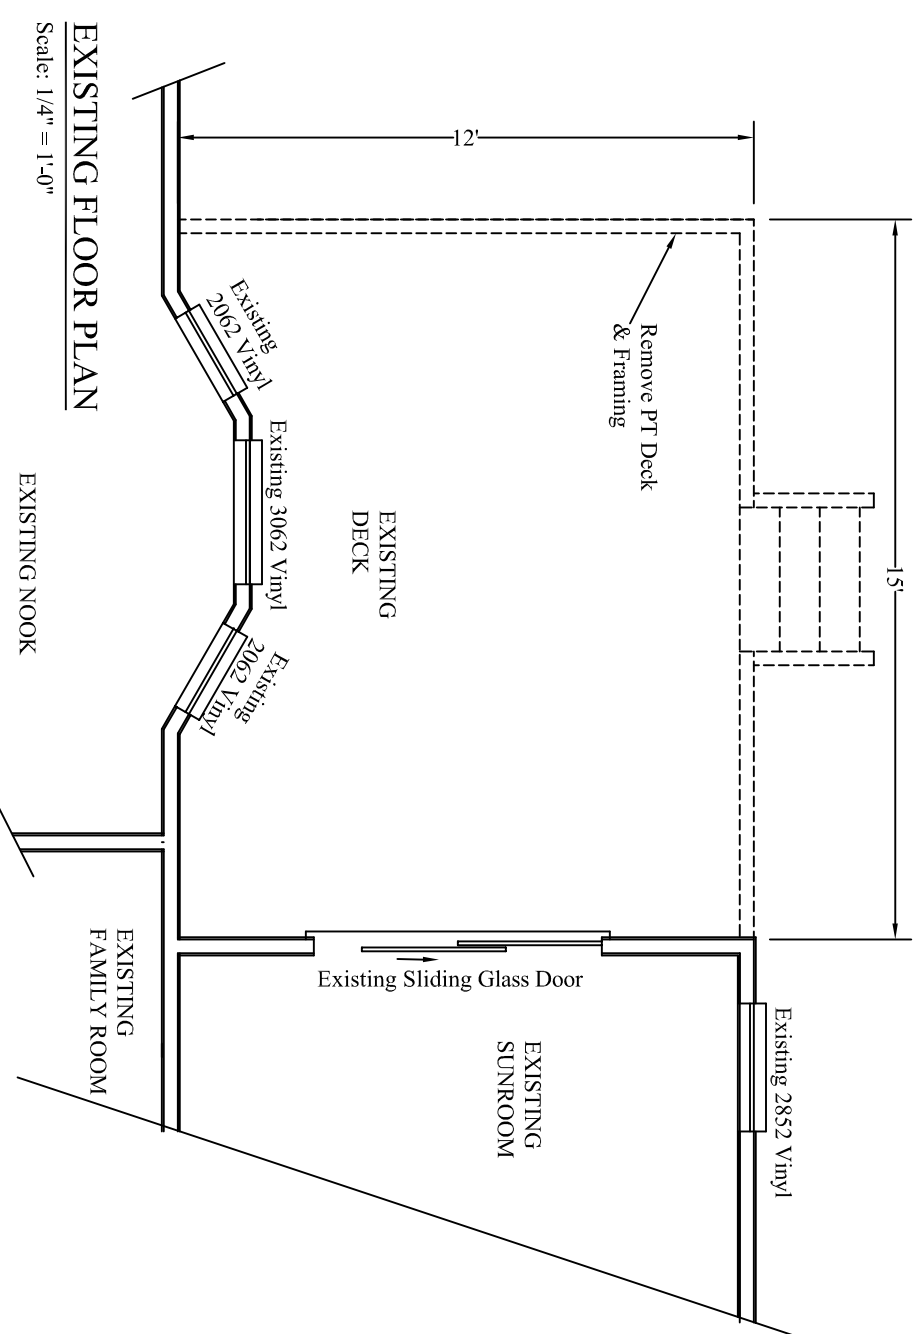 15'
12'
Remove PT Deck
& Framing
Existing 2852 Vinyl
EXISTING
DECK
EXISTING
SUNROOM
Existing Sliding Glass Door
Existing
2062 Vinyl
Existing 3062 Vinyl
Existing
2062 Vinyl
EXISTING NOOK
EXISTING
FAMILY ROOM
EXISTING FLOOR PLAN
Scale: 1/4" = 1'-0"